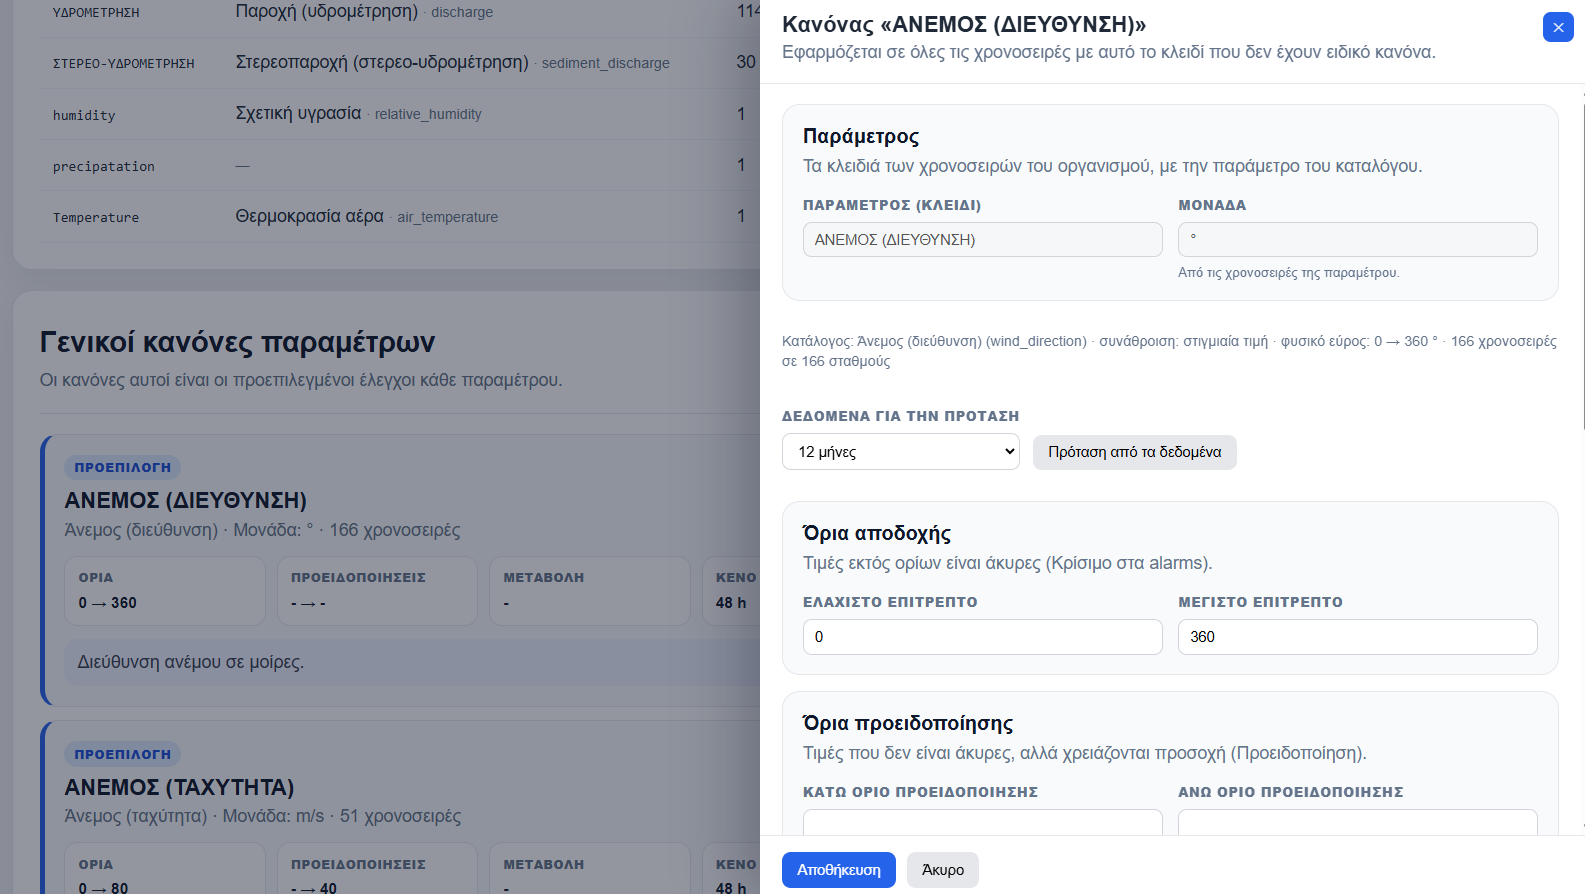 ΥΔΡΟΜΕΤΡΗΣΗ Παροχή (υδρομέτρηση) · discharge 114
ΣΤΕΡΕΟ-ΥΔΡΟΜΕΤΡΗΣΗ Στερεοπαροχή (στερεο-υδρομέτρηση) · sediment_discharge 30
humidity Σχετική υγρασία · relative_humidity 1
precipatation — 1
Temperature Θερμοκρασία αέρα · air_temperature 1
Γενικοί κανόνες παραμέτρων
Οι κανόνες αυτοί είναι οι προεπιλεγμένοι έλεγχοι κάθε παραμέτρου.
ΠΡΟΕΠΙΛΟΓΗ
ΑΝΕΜΟΣ (ΔΙΕΥΘΥΝΣΗ)
Άνεμος (διεύθυνση) · Μονάδα: ° · 166 χρονοσειρές
ΟΡΙΑ ΠΡΟΕΙΔΟΠΟΙΗΣΕΙΣ ΜΕΤΑΒΟΛΗ ΚΕΝΟ
0 → 360 - → - - 48 h
Διεύθυνση ανέμου σε μοίρες.
ΠΡΟΕΠΙΛΟΓΗ
ΑΝΕΜΟΣ (ΤΑΧΥΤΗΤΑ)
Άνεμος (ταχύτητα) · Μονάδα: m/s · 51 χρονοσειρές
ΟΡΙΑ ΠΡΟΕΙΔΟΠΟΙΗΣΕΙΣ ΜΕΤΑΒΟΛΗ ΚΕΝΟ
0 → 80 - → 40 - 48 h
Κανόνας «ΑΝΕΜΟΣ (ΔΙΕΥΘΥΝΣΗ)»
Εφαρμόζεται σε όλες τις χρονοσειρές με αυτό το κλειδί που δεν έχουν ειδικό κανόνα.
Παράμετρος
Τα κλειδιά των χρονοσειρών του οργανισμού, με την παράμετρο του καταλόγου.
ΠΑΡΑΜΕΤΡΟΣ (ΚΛΕΙΔΙ) ΜΟΝΑΔΑ
ΑΝΕΜΟΣ (ΔΙΕΥΘΥΝΣΗ) °
Από τις χρονοσειρές της παραμέτρου.
Κατάλογος: Άνεμος (διεύθυνση) (wind_direction) · συνάθροιση: στιγμιαία τιμή · φυσικό εύρος: 0 → 360 ° · 166 χρονοσειρές
σε 166 σταθμούς
ΔΕΔΟΜΕΝΑ ΓΙΑ ΤΗΝ ΠΡΟΤΑΣΗ
12 μήνες Πρόταση από τα δεδομένα
Όρια αποδοχής
Τιμές εκτός ορίων είναι άκυρες (Κρίσιμο στα alarms).
ΕΛΑΧΙΣΤΟ ΕΠΙΤΡΕΠΤΟ ΜΕΓΙΣΤΟ ΕΠΙΤΡΕΠΤΟ
0 360
Όρια προειδοποίησης
Τιμές που δεν είναι άκυρες, αλλά χρειάζονται προσοχή (Προειδοποίηση).
ΚΑΤΩ ΟΡΙΟ ΠΡΟΕΙΔΟΠΟΙΗΣΗΣ ΑΝΩ ΟΡΙΟ ΠΡΟΕΙΔΟΠΟΙΗΣΗΣ
Αποθήκευση Άκυρο